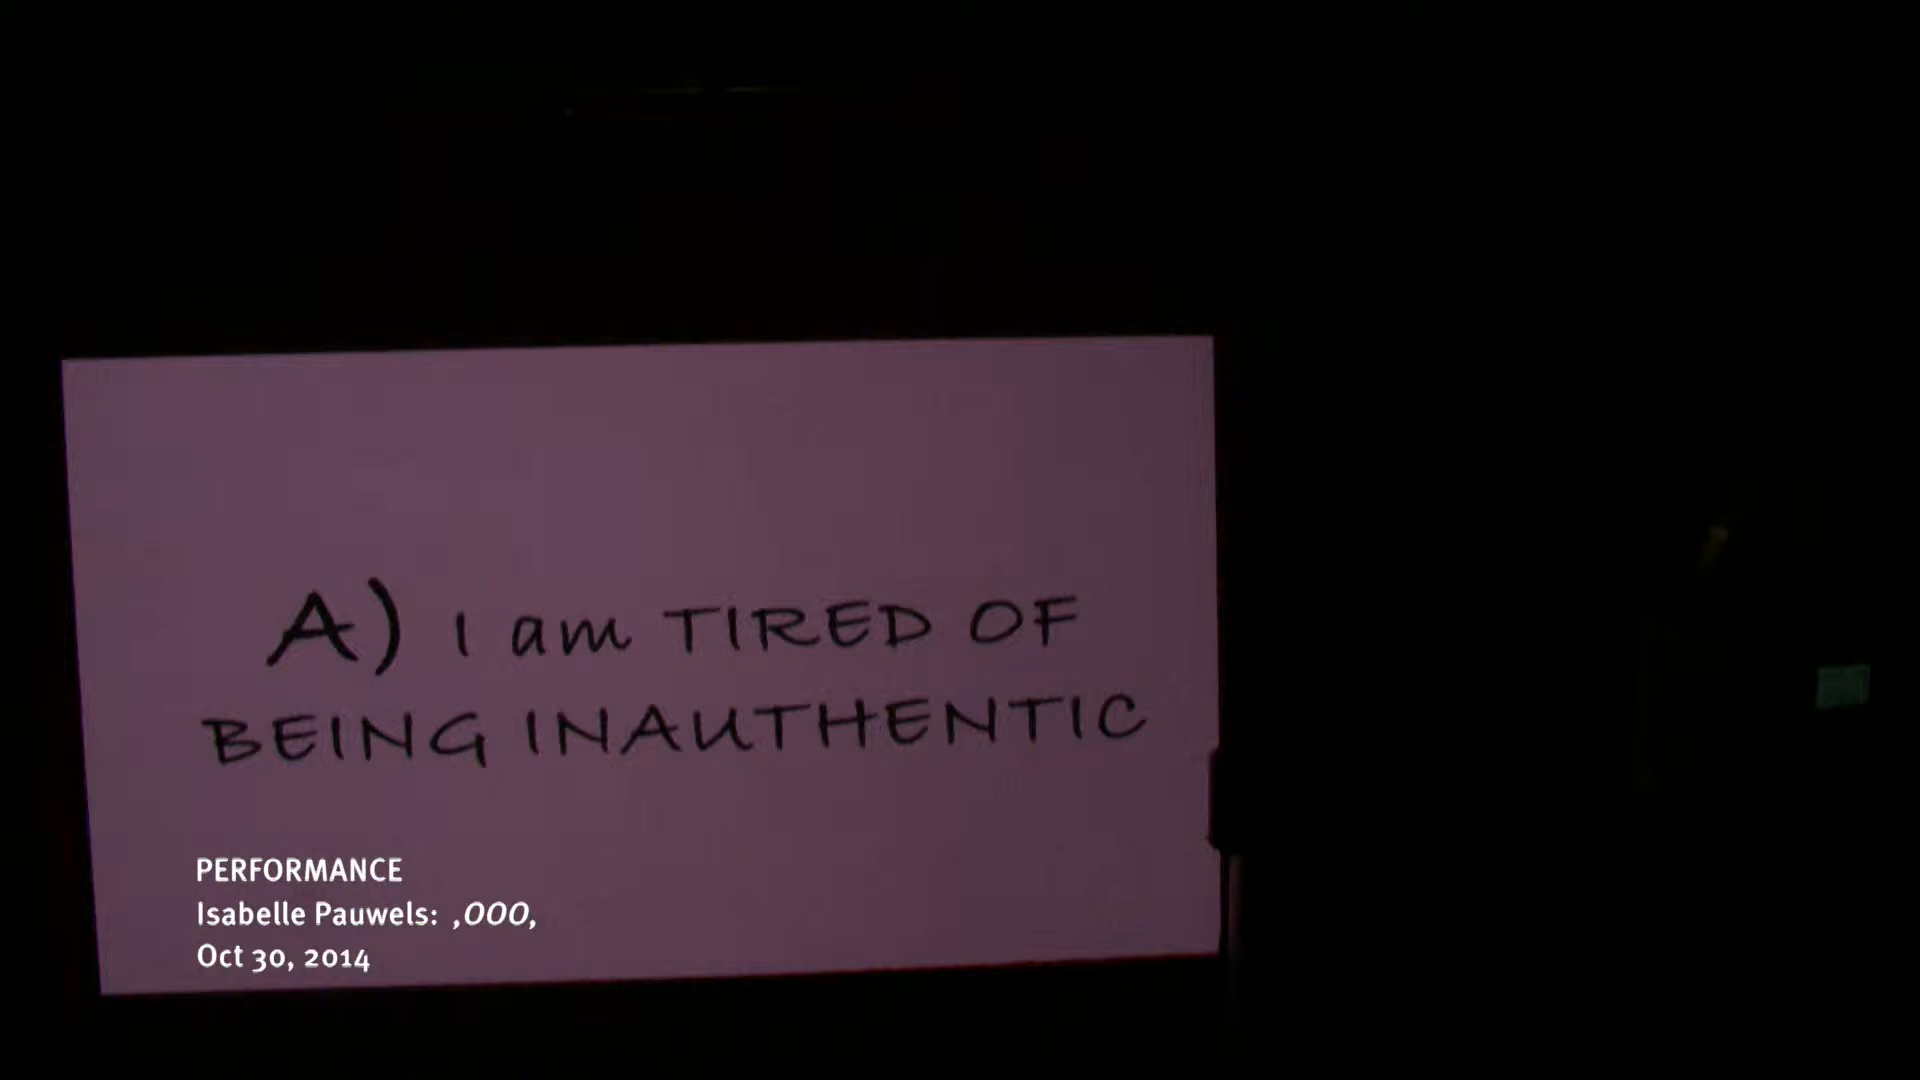 A) I am TIRED OF
BEING INAUTHENTIC
PERFORMANCE
Isabelle Pauwels: ,000,
Oct 30, 2014